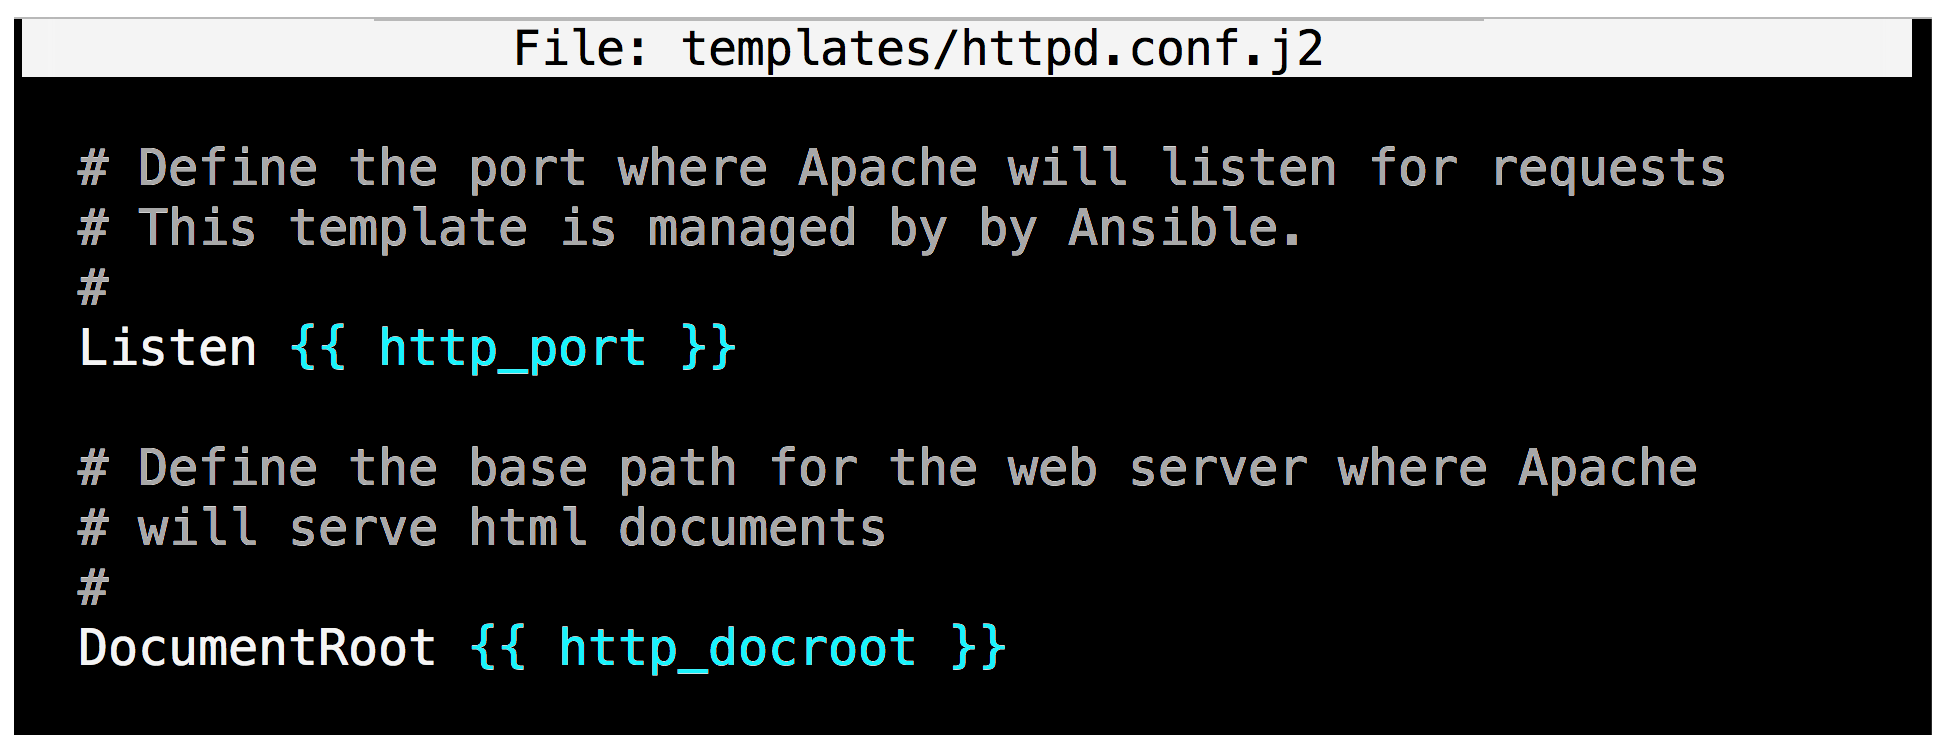 File: templates/httpd.conf.j2
# Define the port where Apache will listen for requests
# This template is managed by by Ansible.
#
Listen {{ http_port }}
# Define the base path for the web server where Apache
# will serve html documents
#
DocumentRoot {{ http_docroot }}